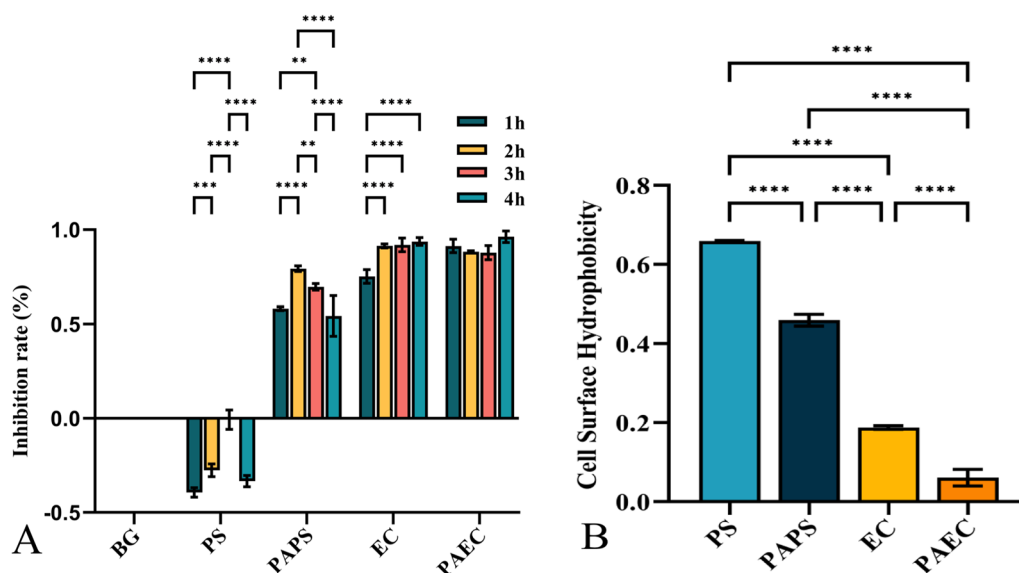 ****
****
**
****
****
**
****
****
***
****
****
1h
2h
3h
4h
Inhibition rate (%)
1.0
0.5
0.0
-0.5
BG
PS
PAPS
EC
PAEC
A
****
****
****
****
****
****
Cell Surface Hydrophobicity
0.8
0.6
0.4
0.2
0.0
PS
PAPS
EC
PAEC
B